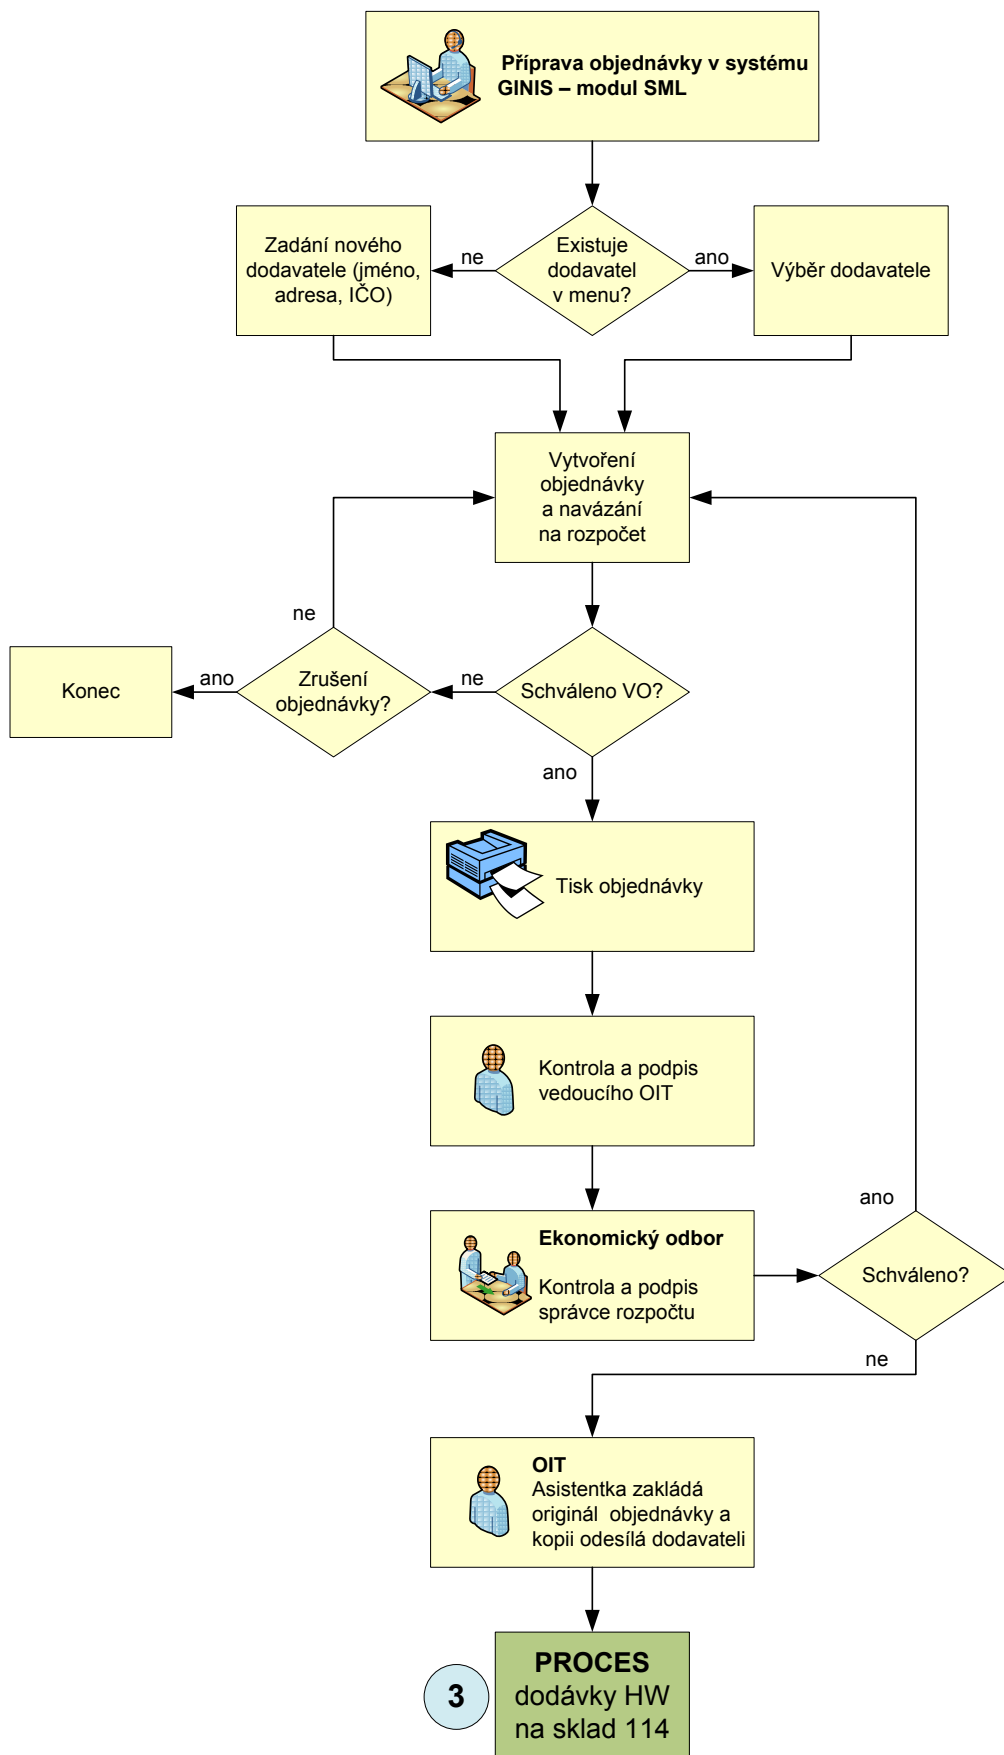 Příprava objednávky v systému
GINIS – modul SML
Zadání nového
dodavatele (jméno,
adresa, IČO)
ne
Existuje
dodavatel
v menu?
ano
Výběr dodavatele
Vytvoření
objednávky
a navázání
na rozpočet
ne
Konec
ano
Zrušení
objednávky?
ne
Schváleno VO?
ano
Tisk objednávky
Kontrola a podpis
vedoucího OIT
ano
Ekonomický odbor
Kontrola a podpis
správce rozpočtu
Schváleno?
ne
OIT
Asistentka zakládá
originál  objednávky a
kopii odesílá dodavateli
3
PROCES
dodávky HW
na sklad 114